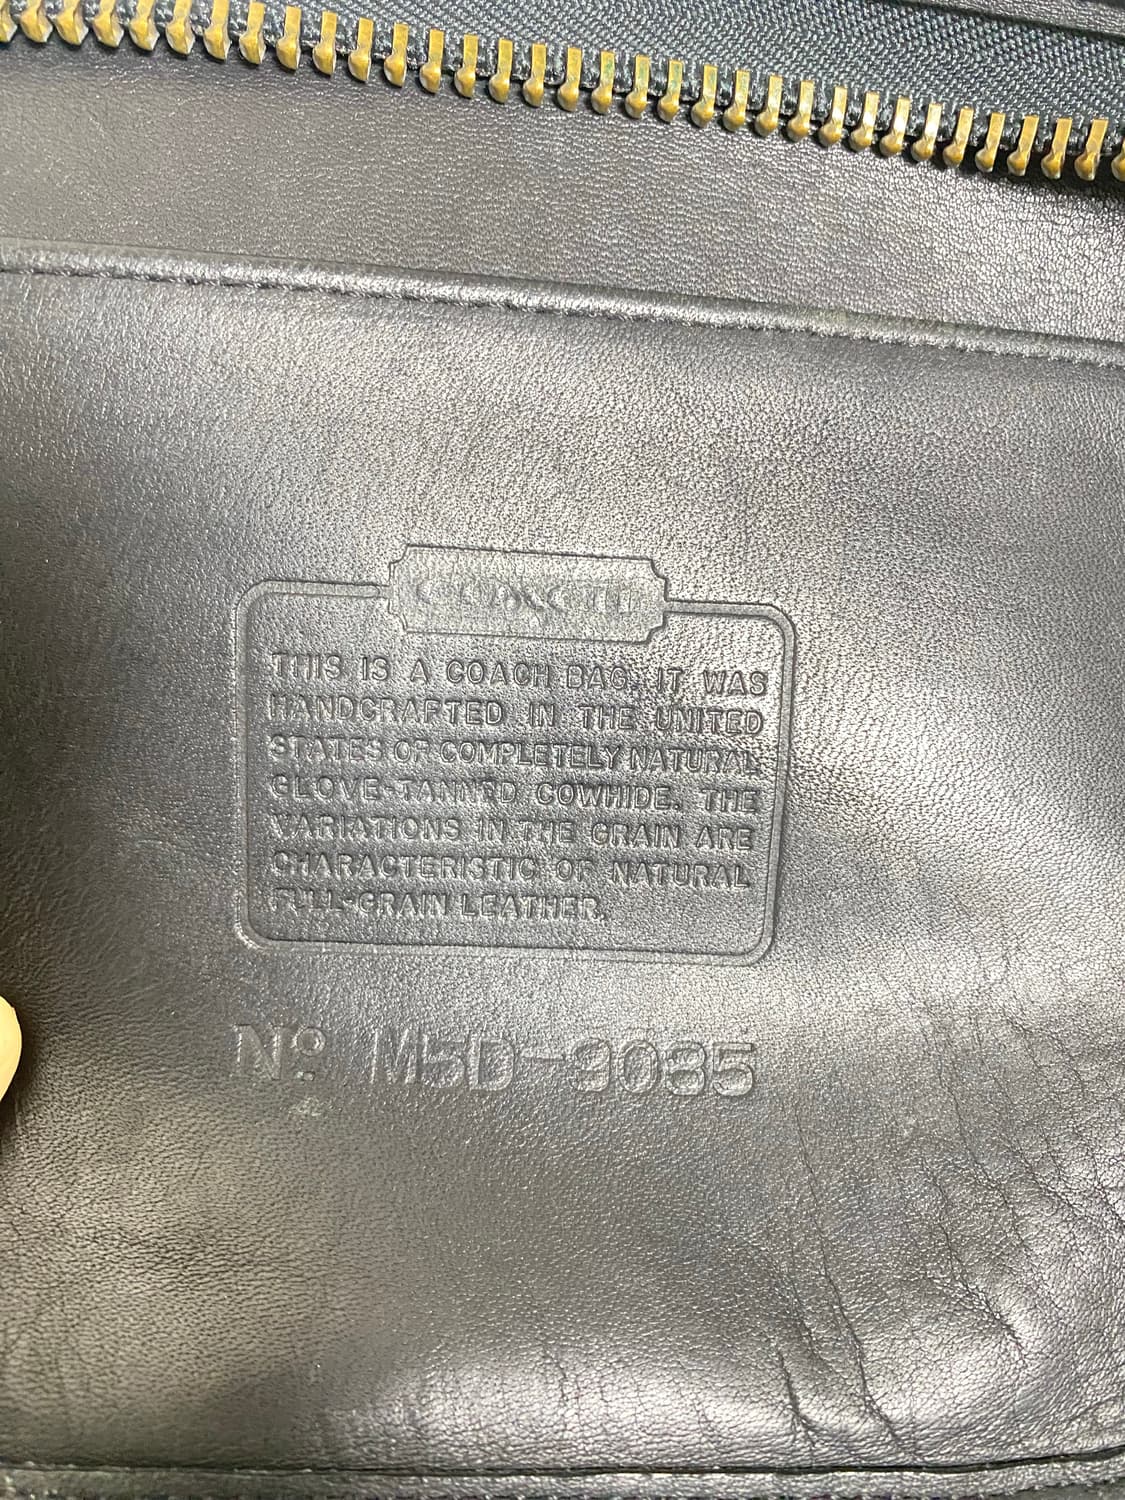 COACH
THIS IS A COACH BAG. IT WAS
HANDCRAFTED IN THE UNITED
STATES OF COMPLETELY NATURAL
GLOVE-TANNED COWHIDE. THE
VARIATIONS IN THE GRAIN ARE
CHARACTERISTIC OF NATURAL
FULL-GRAIN LEATHER.
Nº M5D-9085